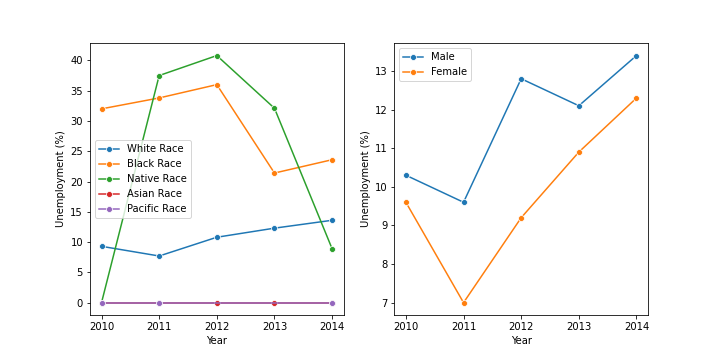 40
35
30
25
20
15
10
5
0
Unemployment (%)
2010 2011 2012 2013 2014
Year
White Race
Black Race
Native Race
Asian Race
Pacific Race
13
12
11
10
9
8
7
Unemployment (%)
2010 2011 2012 2013 2014
Year
Male
Female